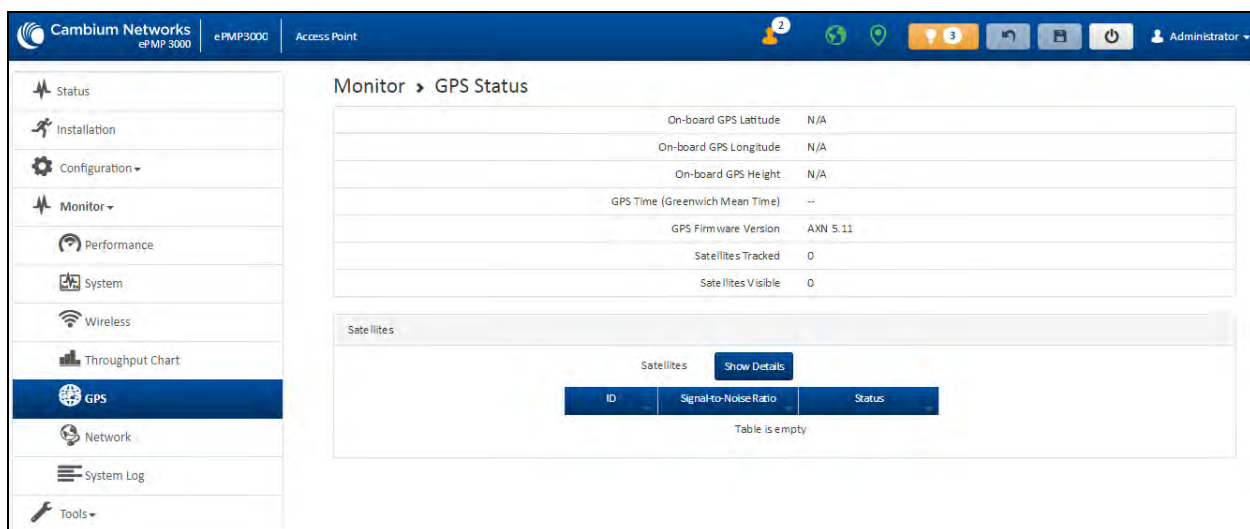 Cambium Networks
ePMP 3000
ePMP3000
Access Point
2
3
Administrator
Status
Installation
Configuration
Monitor
Performance
System
Wireless
Throughput Chart
GPS
Network
System Log
Tools
Monitor > GPS Status
On-board GPS Latitude N/A
On-board GPS Longitude N/A
On-board GPS Height N/A
GPS Time (Greenwich Mean Time) --
GPS Firmware Version AXN 5.11
Satellites Tracked 0
Satellites Visible 0
Satellites
Satellites Show Details
ID Signal-to-Noise Ratio Status
Table is empty